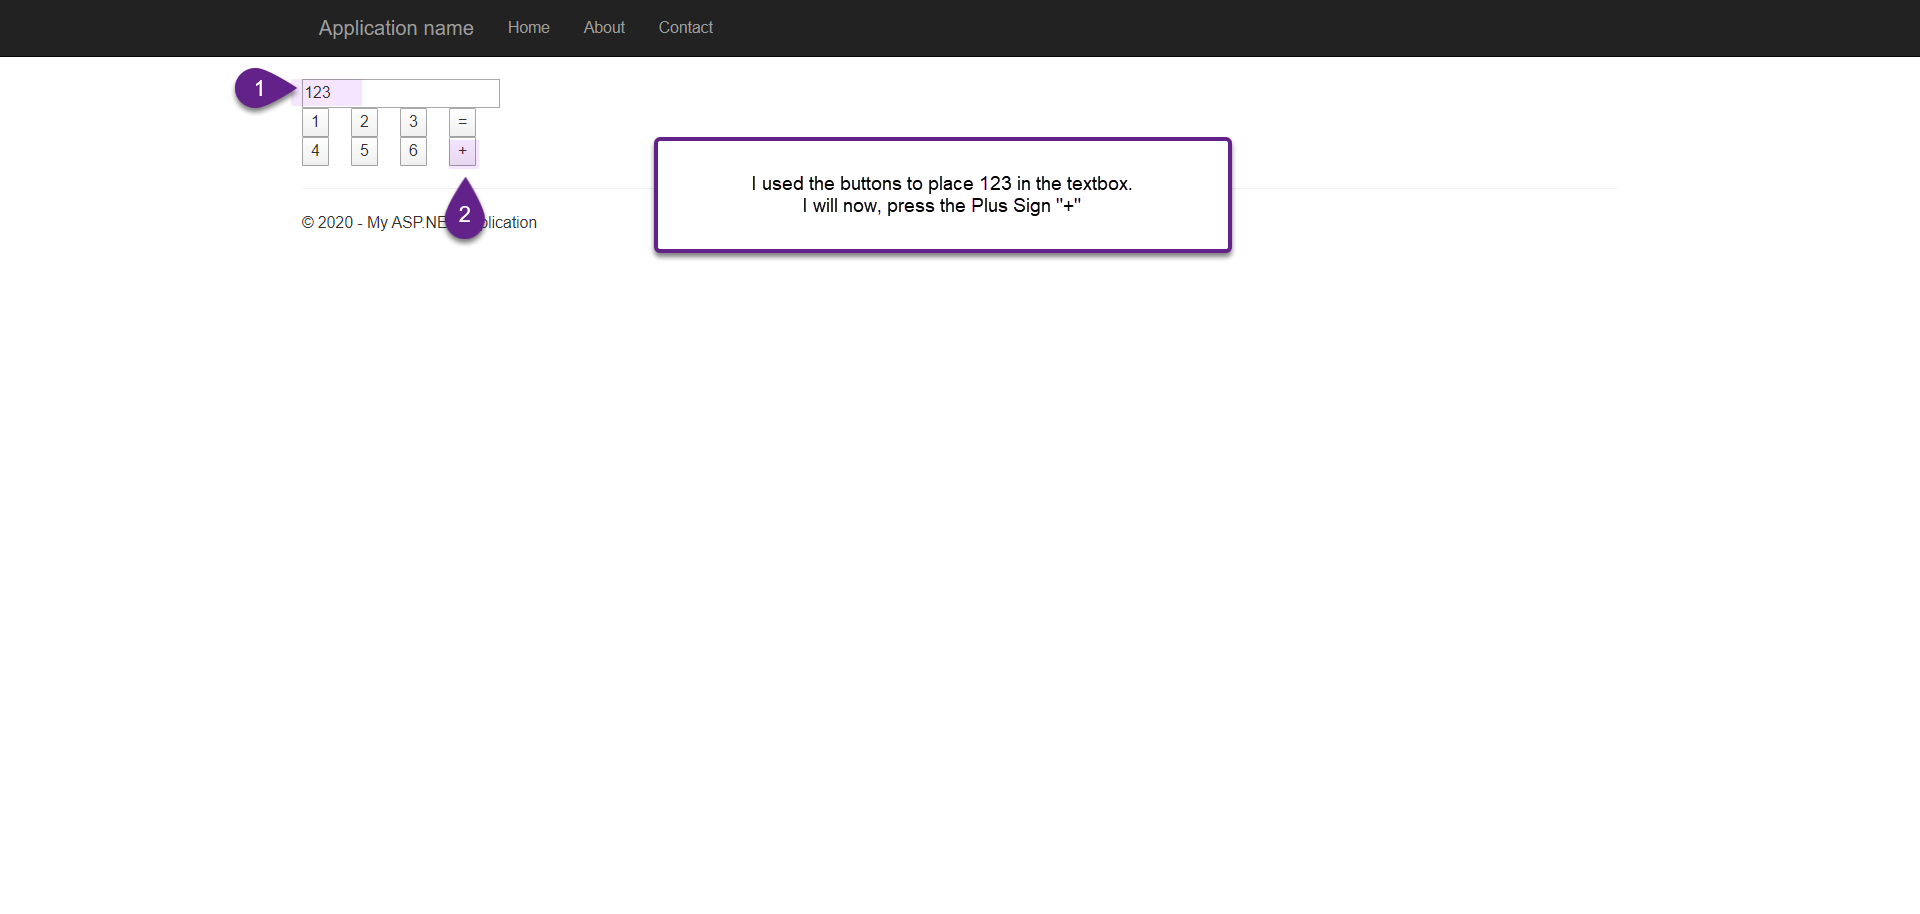 Application name Home About Contact
1
123
1 2 3 =
4 5 6 +
I used the buttons to place 123 in the textbox.
I will now, press the Plus Sign "+"
2
© 2020 - My ASP.NE plication